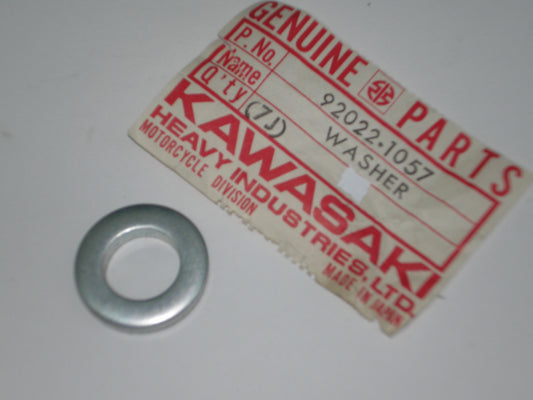 GENUINE PARTS
P. No. 92022-1057
Name WASHER
Q'ty (7J)
KAWASAKI
HEAVY INDUSTRIES, LTD.
MOTORCYCLE DIVISION
MADE IN JAPAN